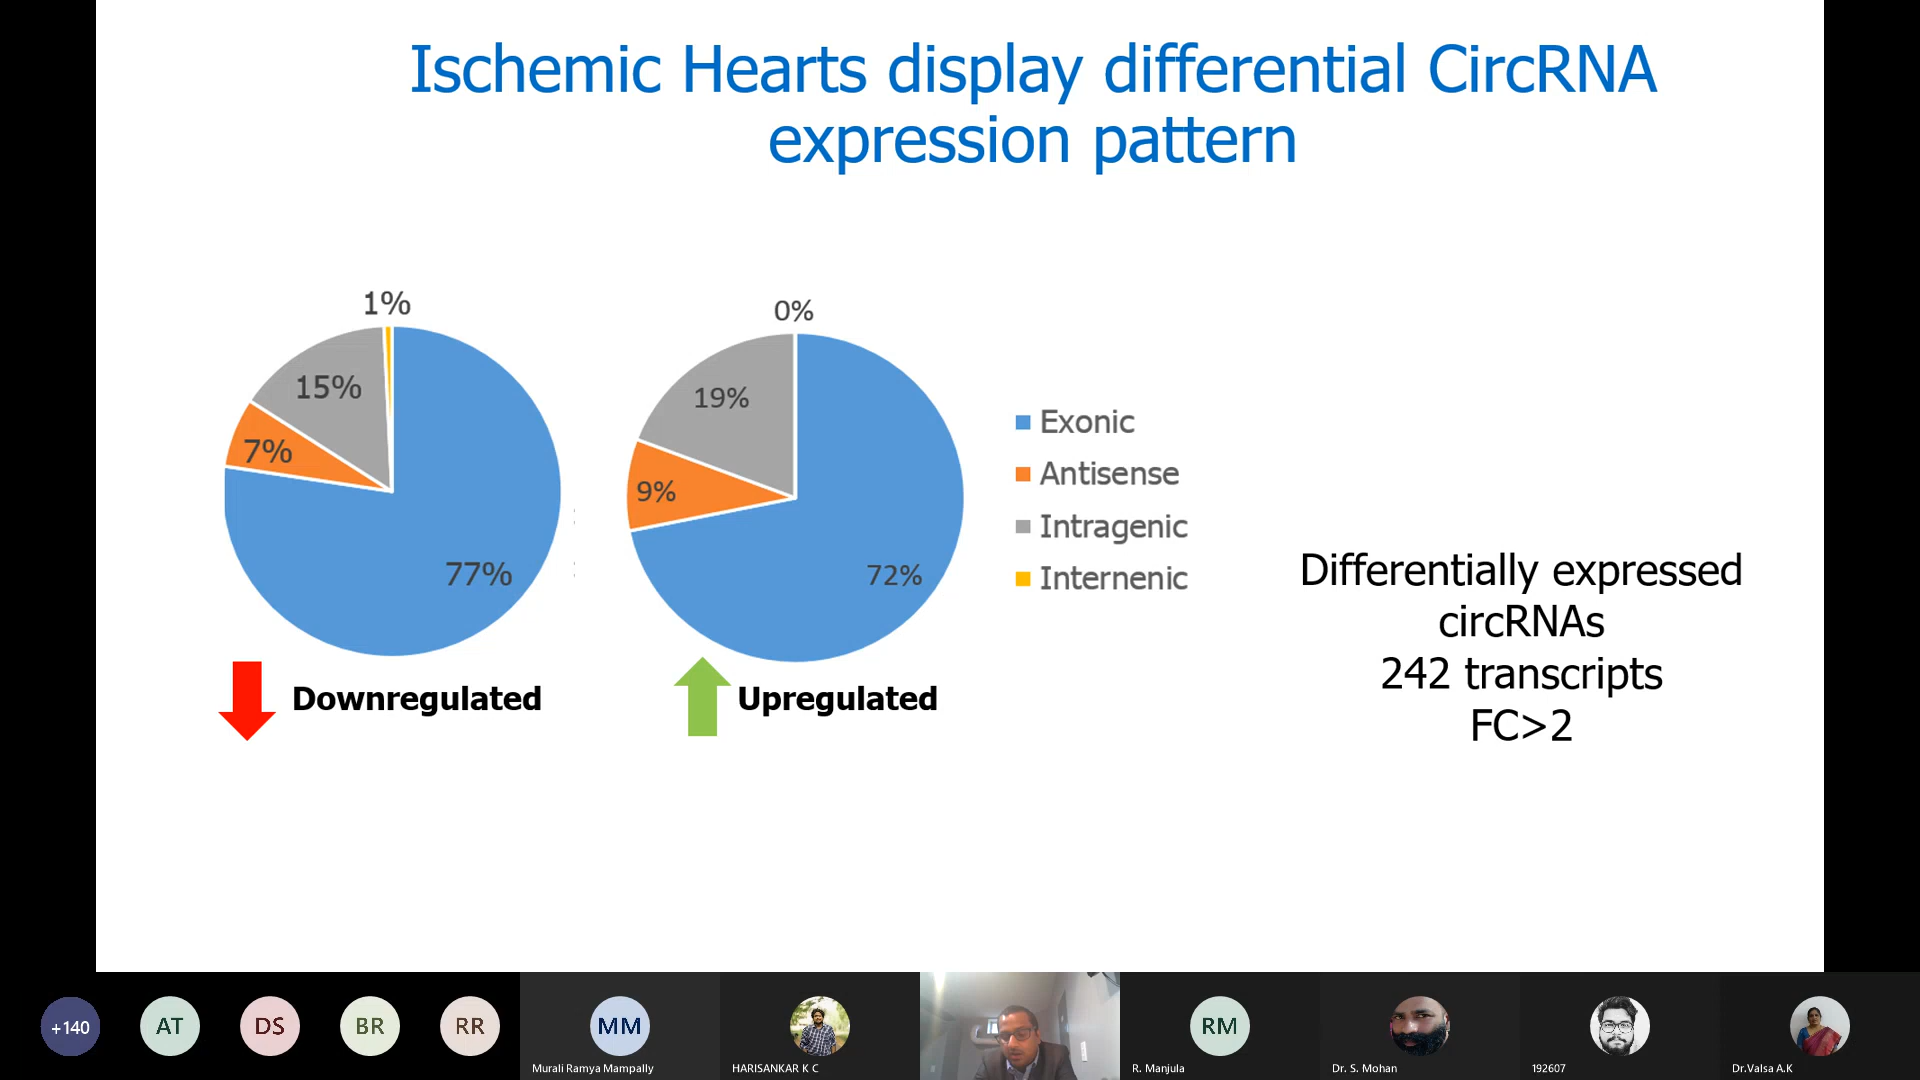 Ischemic Hearts display differential CircRNA
expression pattern
1%
15%
7%
77%
Downregulated
0%
19%
9%
72%
Upregulated
Exonic
Antisense
Intragenic
Internenic
Differentially expressed
circRNAs
242 transcripts
FC>2
+140
AT
DS
BR
RR
MM
Murali Ramya Mampally
HARISANKAR K C
RM
R. Manjula
Dr. S. Mohan
192607
Dr.Valsa A.K